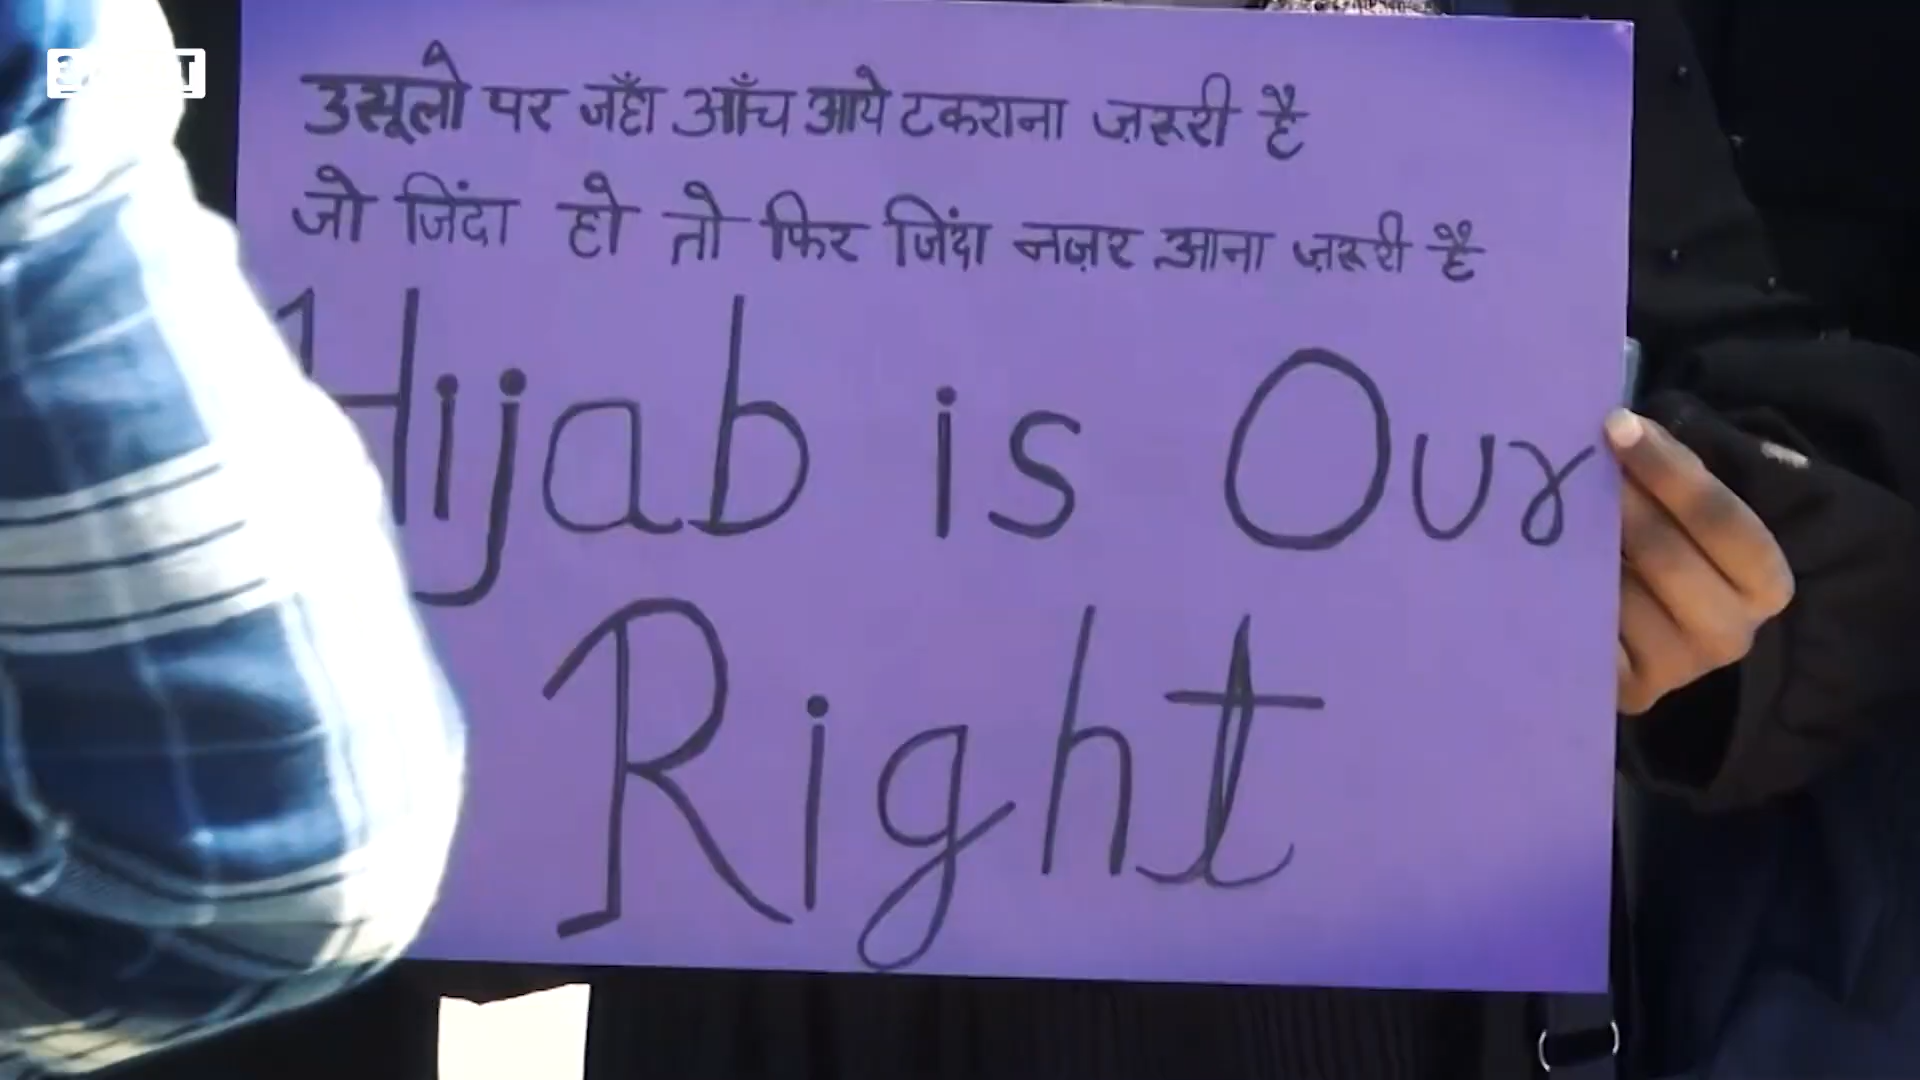 उसूलो पर जहाँ आँच आये टकराना ज़रूरी है
जो जिंदा हो तो फिर जिंदा नज़र आना ज़रूरी है
Hijab is Our
Right